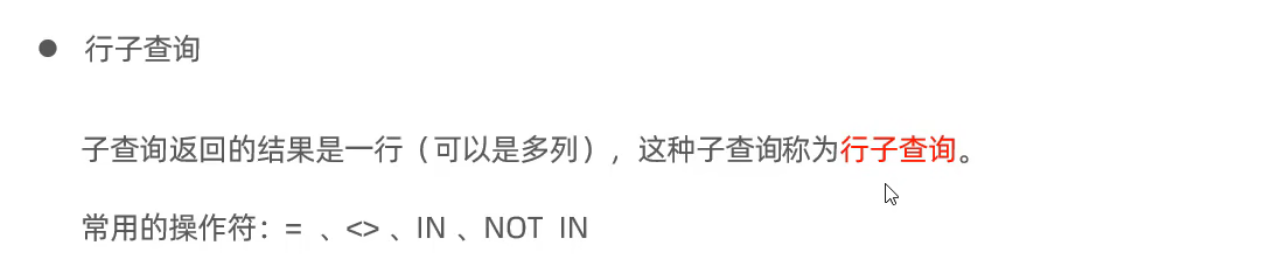 ● 行子查询
子查询返回的结果是一行（可以是多列），这种子查询称为行子查询。
常用的操作符：= 、<> 、IN 、NOT IN